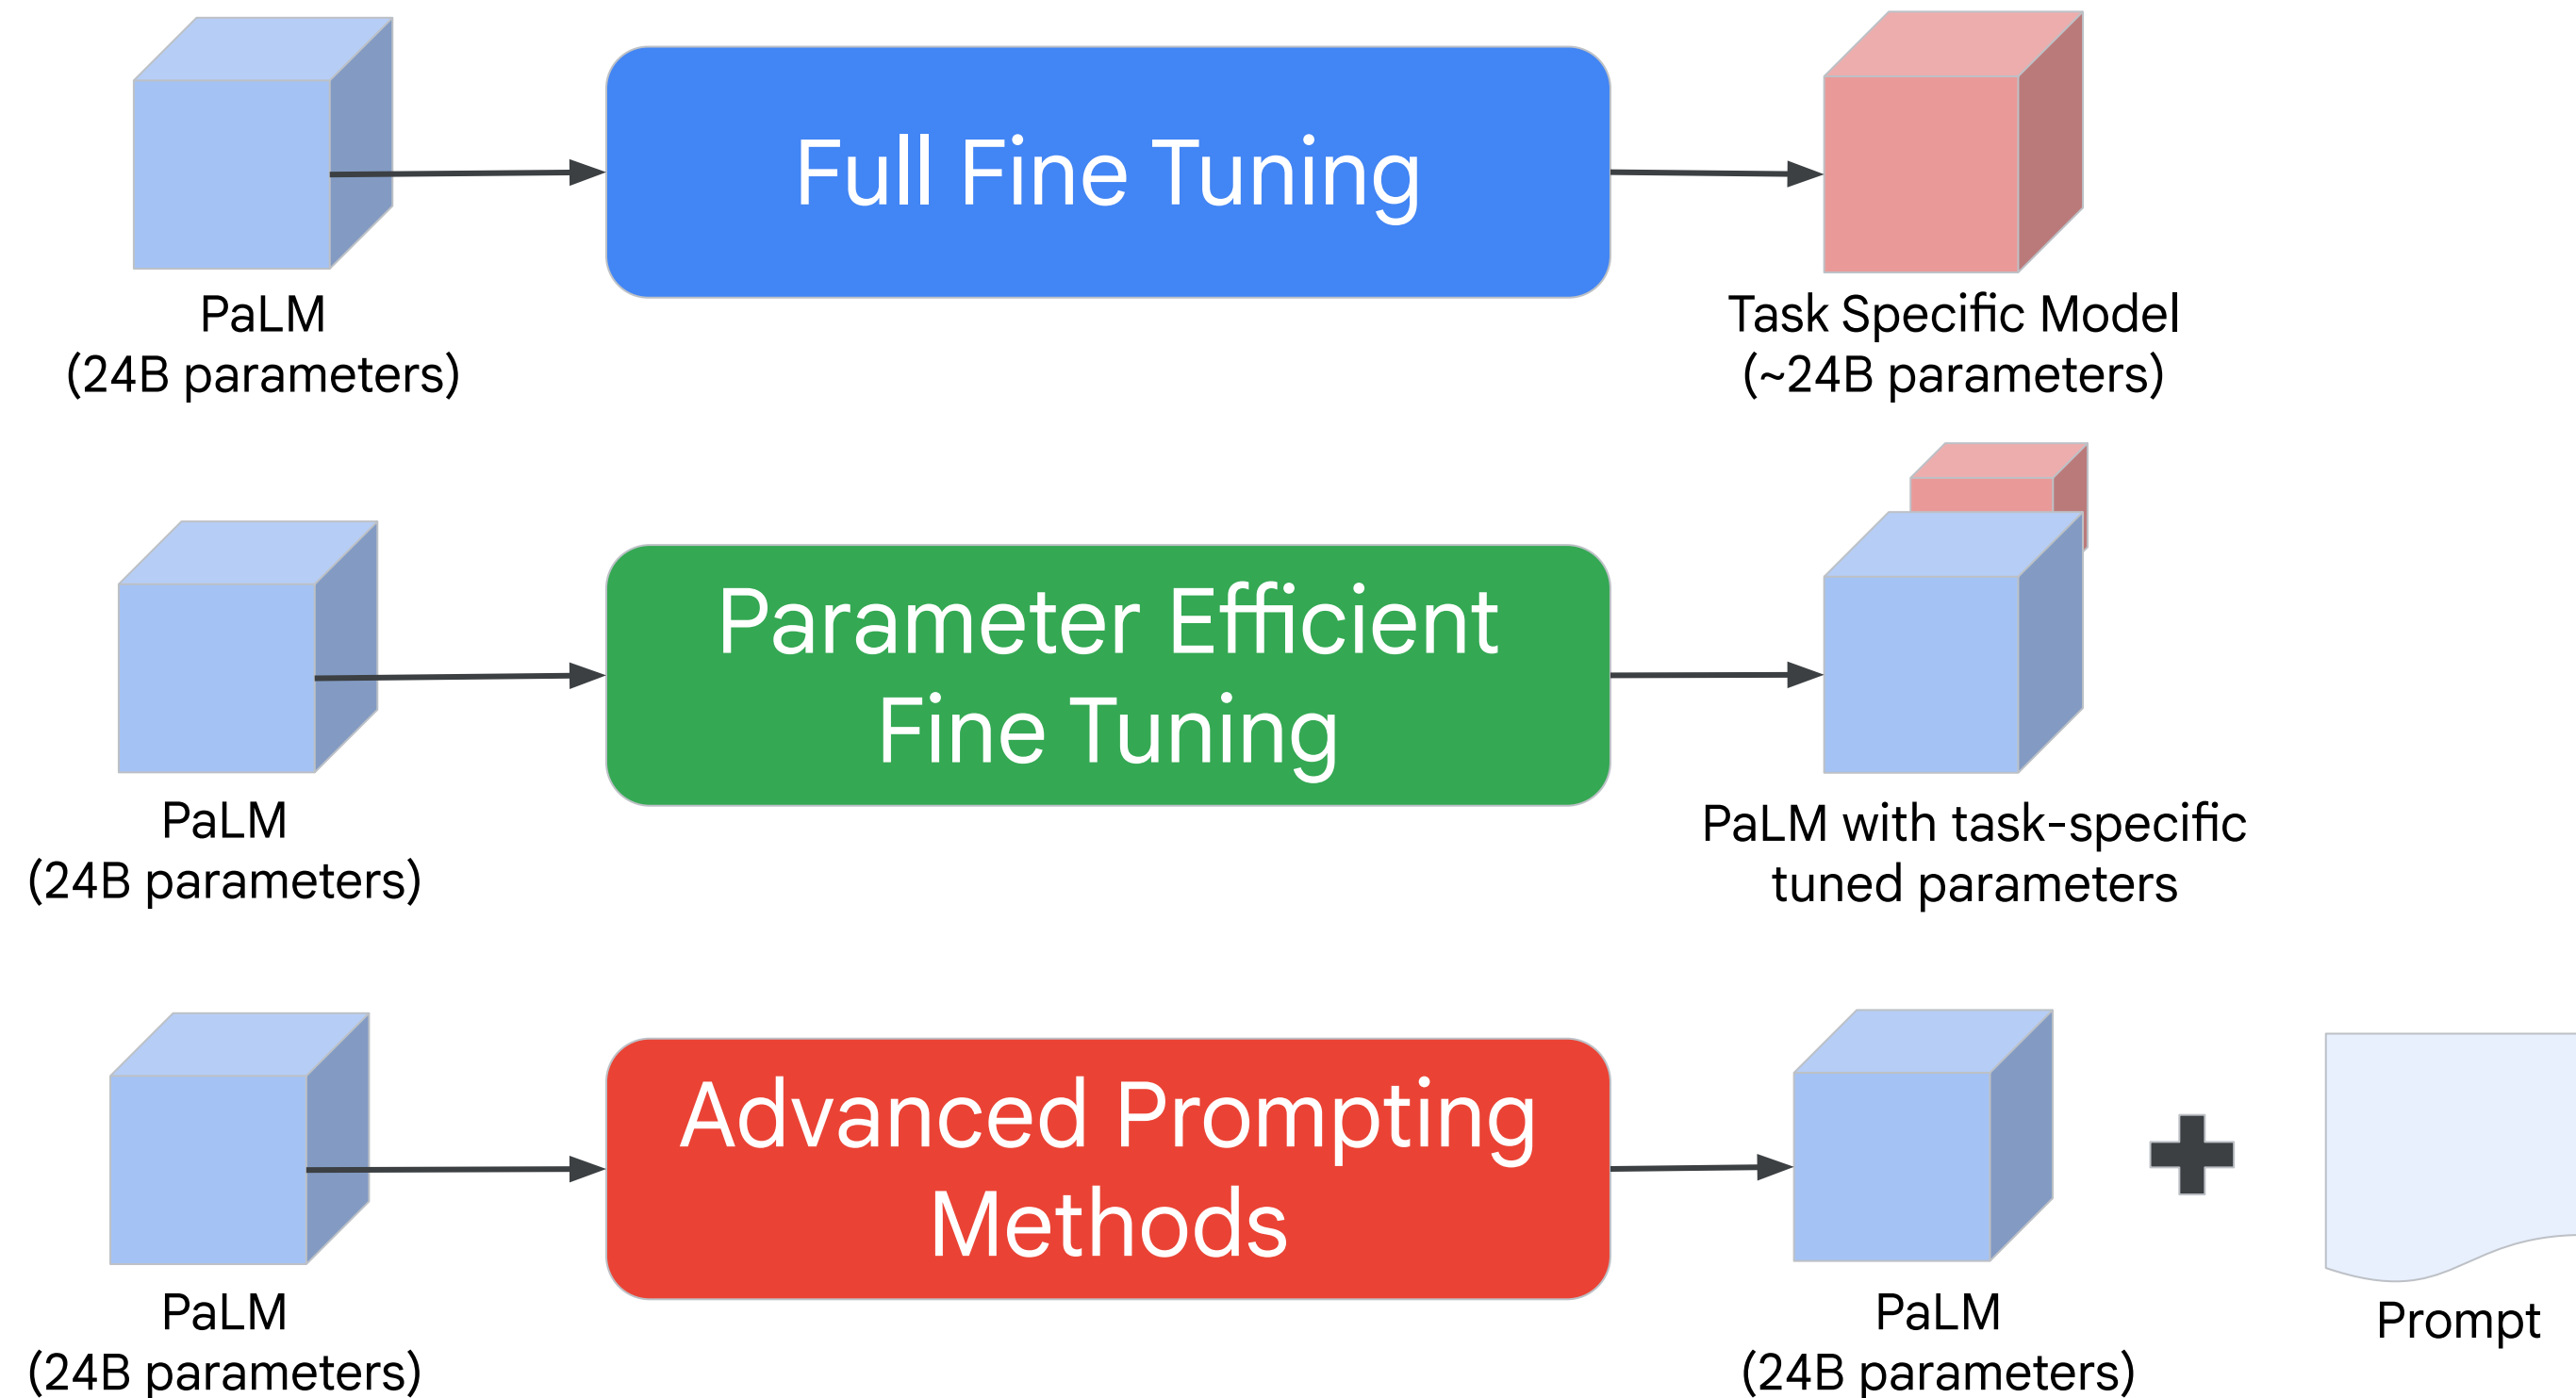 Full Fine Tuning
PaLM
(24B parameters)
Task Specific Model
(~24B parameters)
Parameter Efficient
Fine Tuning
PaLM
(24B parameters)
PaLM with task-specific
tuned parameters
Advanced Prompting
Methods
PaLM
(24B parameters)
PaLM
(24B parameters)
Prompt